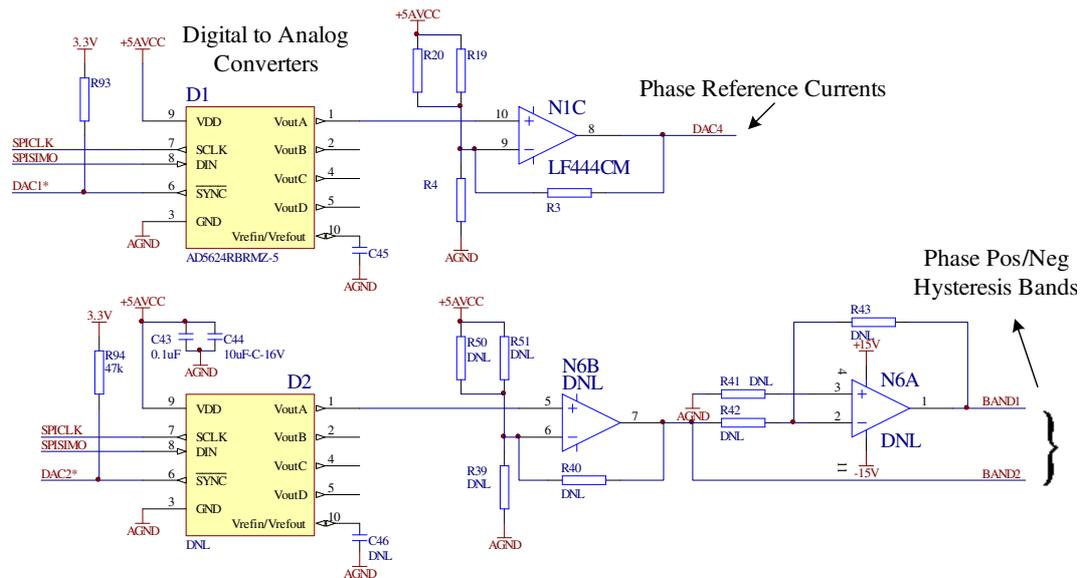 Digital to Analog
Converters
Phase Reference Currents
3.3V
+5AVCC
R93
D1
9 VDD VoutA 1
SPICLK 7 SCLK VoutB 2
SPISIMO 8 DIN VoutC 4
DAC1* 6 SYNC VoutD 5
3 GND
AGND
Vrefin/Vrefout 10
AD5624RBRMZ-5
C45
AGND
+5AVCC
R20 R19
N1C
10 +
9 −
8 DAC4
LF444CM
R4
R3
AGND
Phase Pos/Neg
Hysteresis Bands
+5AVCC
3.3V
R94
47k
C43
0.1uF
C44
10uF-C-16V
AGND
D2
9 VDD VoutA 1
SPICLK 7 SCLK VoutB 2
SPISIMO 8 DIN VoutC 4
DAC2* 6 SYNC VoutD 5
3 GND
AGND
Vrefin/Vrefout 10
DNL
C46
DNL
AGND
+5AVCC
R50
DNL
R51
DNL
N6B
DNL
5 +
6 −
7
R39
DNL
R40
DNL
AGND
R43
DNL
+15V
4
R41 DNL
AGND
R42
DNL
N6A
3 +
2 −
1 BAND1
DNL
11
-15V
BAND2